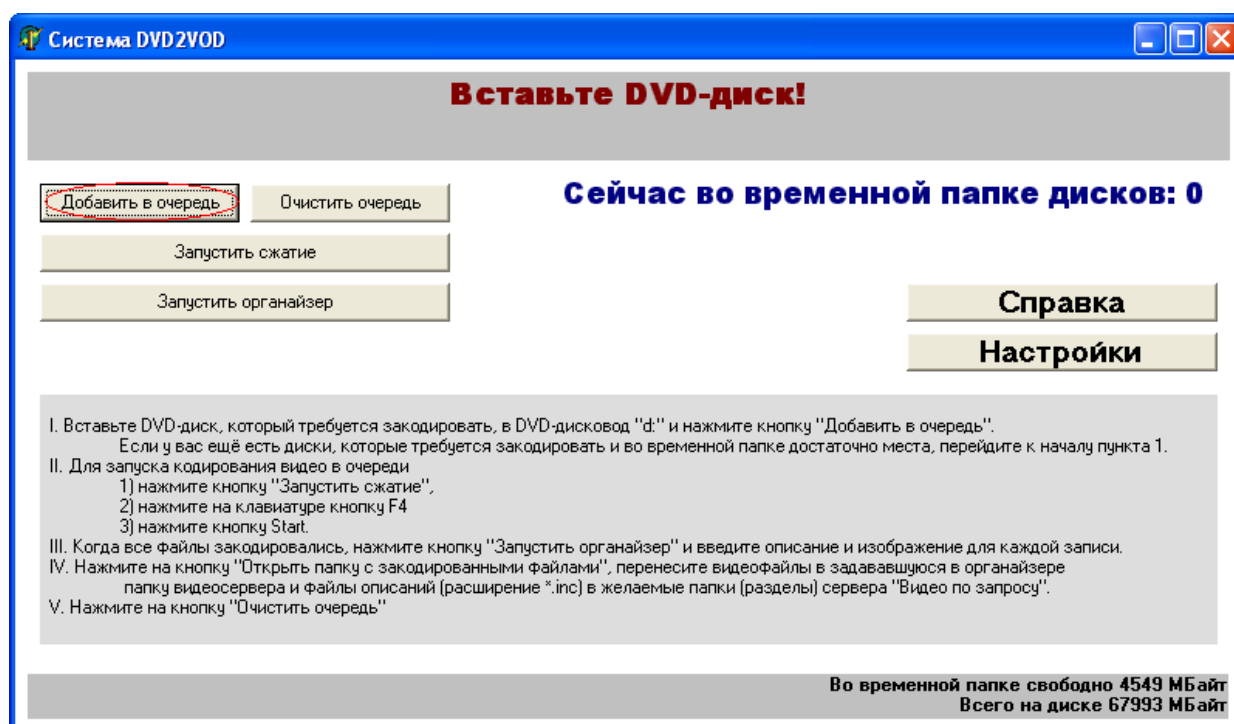 Система DVD2VOD
Вставьте DVD-диск!
Добавить в очередь
Очистить очередь
Сейчас во временной папке дисков: 0
Запустить сжатие
Запустить органайзер
Справка
Настройки
I. Вставьте DVD-диск, который требуется закодировать, в DVD-дисковод "d:" и нажмите кнопку "Добавить в очередь".
Если у вас ещё есть диски, которые требуется закодировать и во временной папке достаточно места, перейдите к началу пункта 1.
II. Для запуска кодирования видео в очереди
1) нажмите кнопку "Запустить сжатие",
2) нажмите на клавиатуре кнопку F4
3) нажмите кнопку Start.
III. Когда все файлы закодировались, нажмите кнопку "Запустить органайзер" и введите описание и изображение для каждой записи.
IV. Нажмите на кнопку "Открыть папку с закодированными файлами", перенесите видеофайлы в задававшуюся в органайзере
папку видеосервера и файлы описаний (расширение *.inc) в желаемые папки (разделы) сервера "Видео по запросу".
V. Нажмите на кнопку "Очистить очередь"
Во временной папке свободно 4549 МБайт
Всего на диске 67993 МБайт